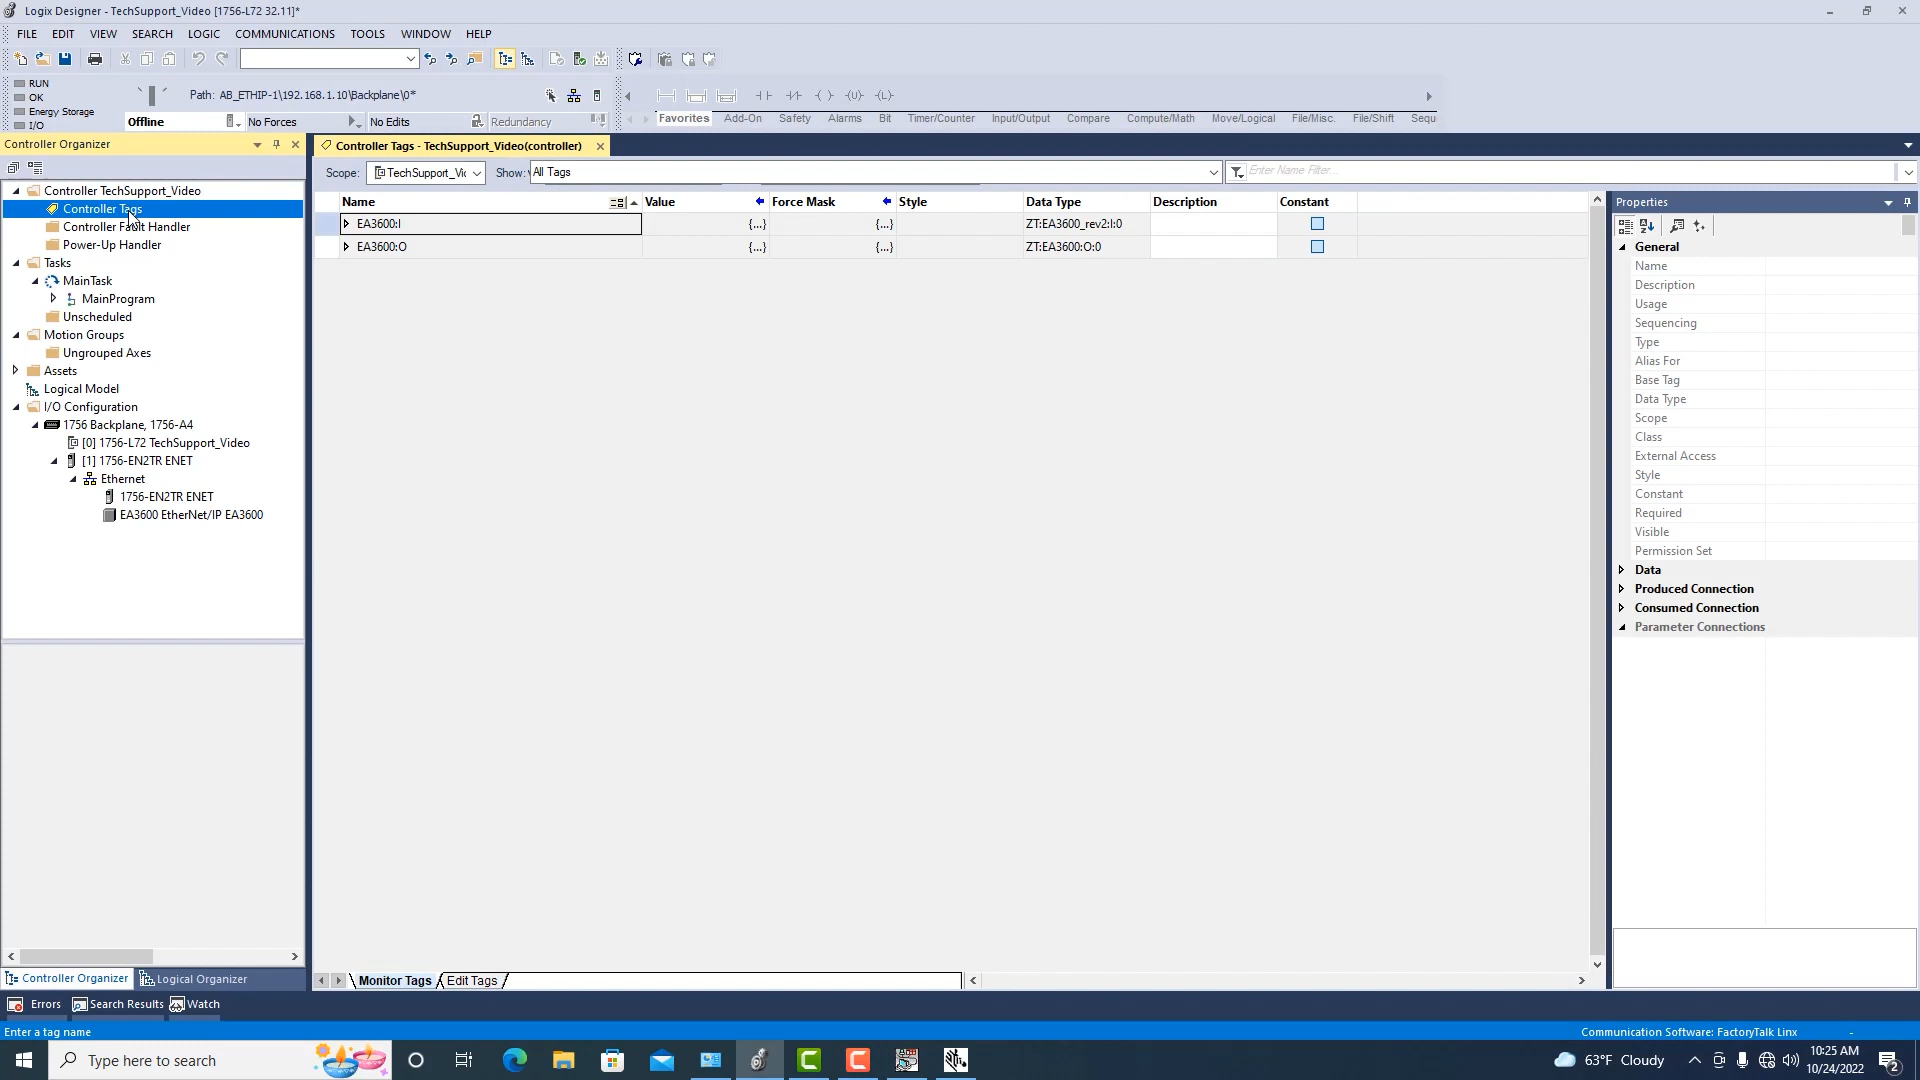 Logix Designer - TechSupport_Video [1756-L72 32.11]*
FILE EDIT VIEW SEARCH LOGIC COMMUNICATIONS TOOLS WINDOW HELP
RUN
OK
Energy Storage
I/O
Path: AB_ETHIP-1\192.168.1.10\Backplane\0*
Offline No Forces No Edits Redundancy
Favorites Add-On Safety Alarms Bit Timer/Counter Input/Output Compare Compute/Math Move/Logical File/Misc. File/Shift Sequ
Controller Organizer
Controller TechSupport_Video
Controller Tags
Controller Fault Handler
Power-Up Handler
Tasks
MainTask
MainProgram
Unscheduled
Motion Groups
Ungrouped Axes
Assets
Logical Model
I/O Configuration
1756 Backplane, 1756-A4
[0] 1756-L72 TechSupport_Video
[1] 1756-EN2TR ENET
Ethernet
1756-EN2TR ENET
EA3600 EtherNet/IP EA3600
Controller Organizer Logical Organizer
Controller Tags - TechSupport_Video(controller)
Scope: TechSupport_Vic Show: All Tags Enter Name Filter...
Name Value Force Mask Style Data Type Description Constant
EA3600:I {...} {...} ZT:EA3600_rev2:I:0
EA3600:O {...} {...} ZT:EA3600:O:0
Monitor Tags Edit Tags
Properties
General
Name
Description
Usage
Sequencing
Type
Alias For
Base Tag
Data Type
Scope
Class
External Access
Style
Constant
Required
Visible
Permission Set
Data
Produced Connection
Consumed Connection
Parameter Connections
Errors Search Results Watch
Enter a tag name Communication Software: FactoryTalk Linx
Type here to search
63°F Cloudy
10:25 AM
10/24/2022
2